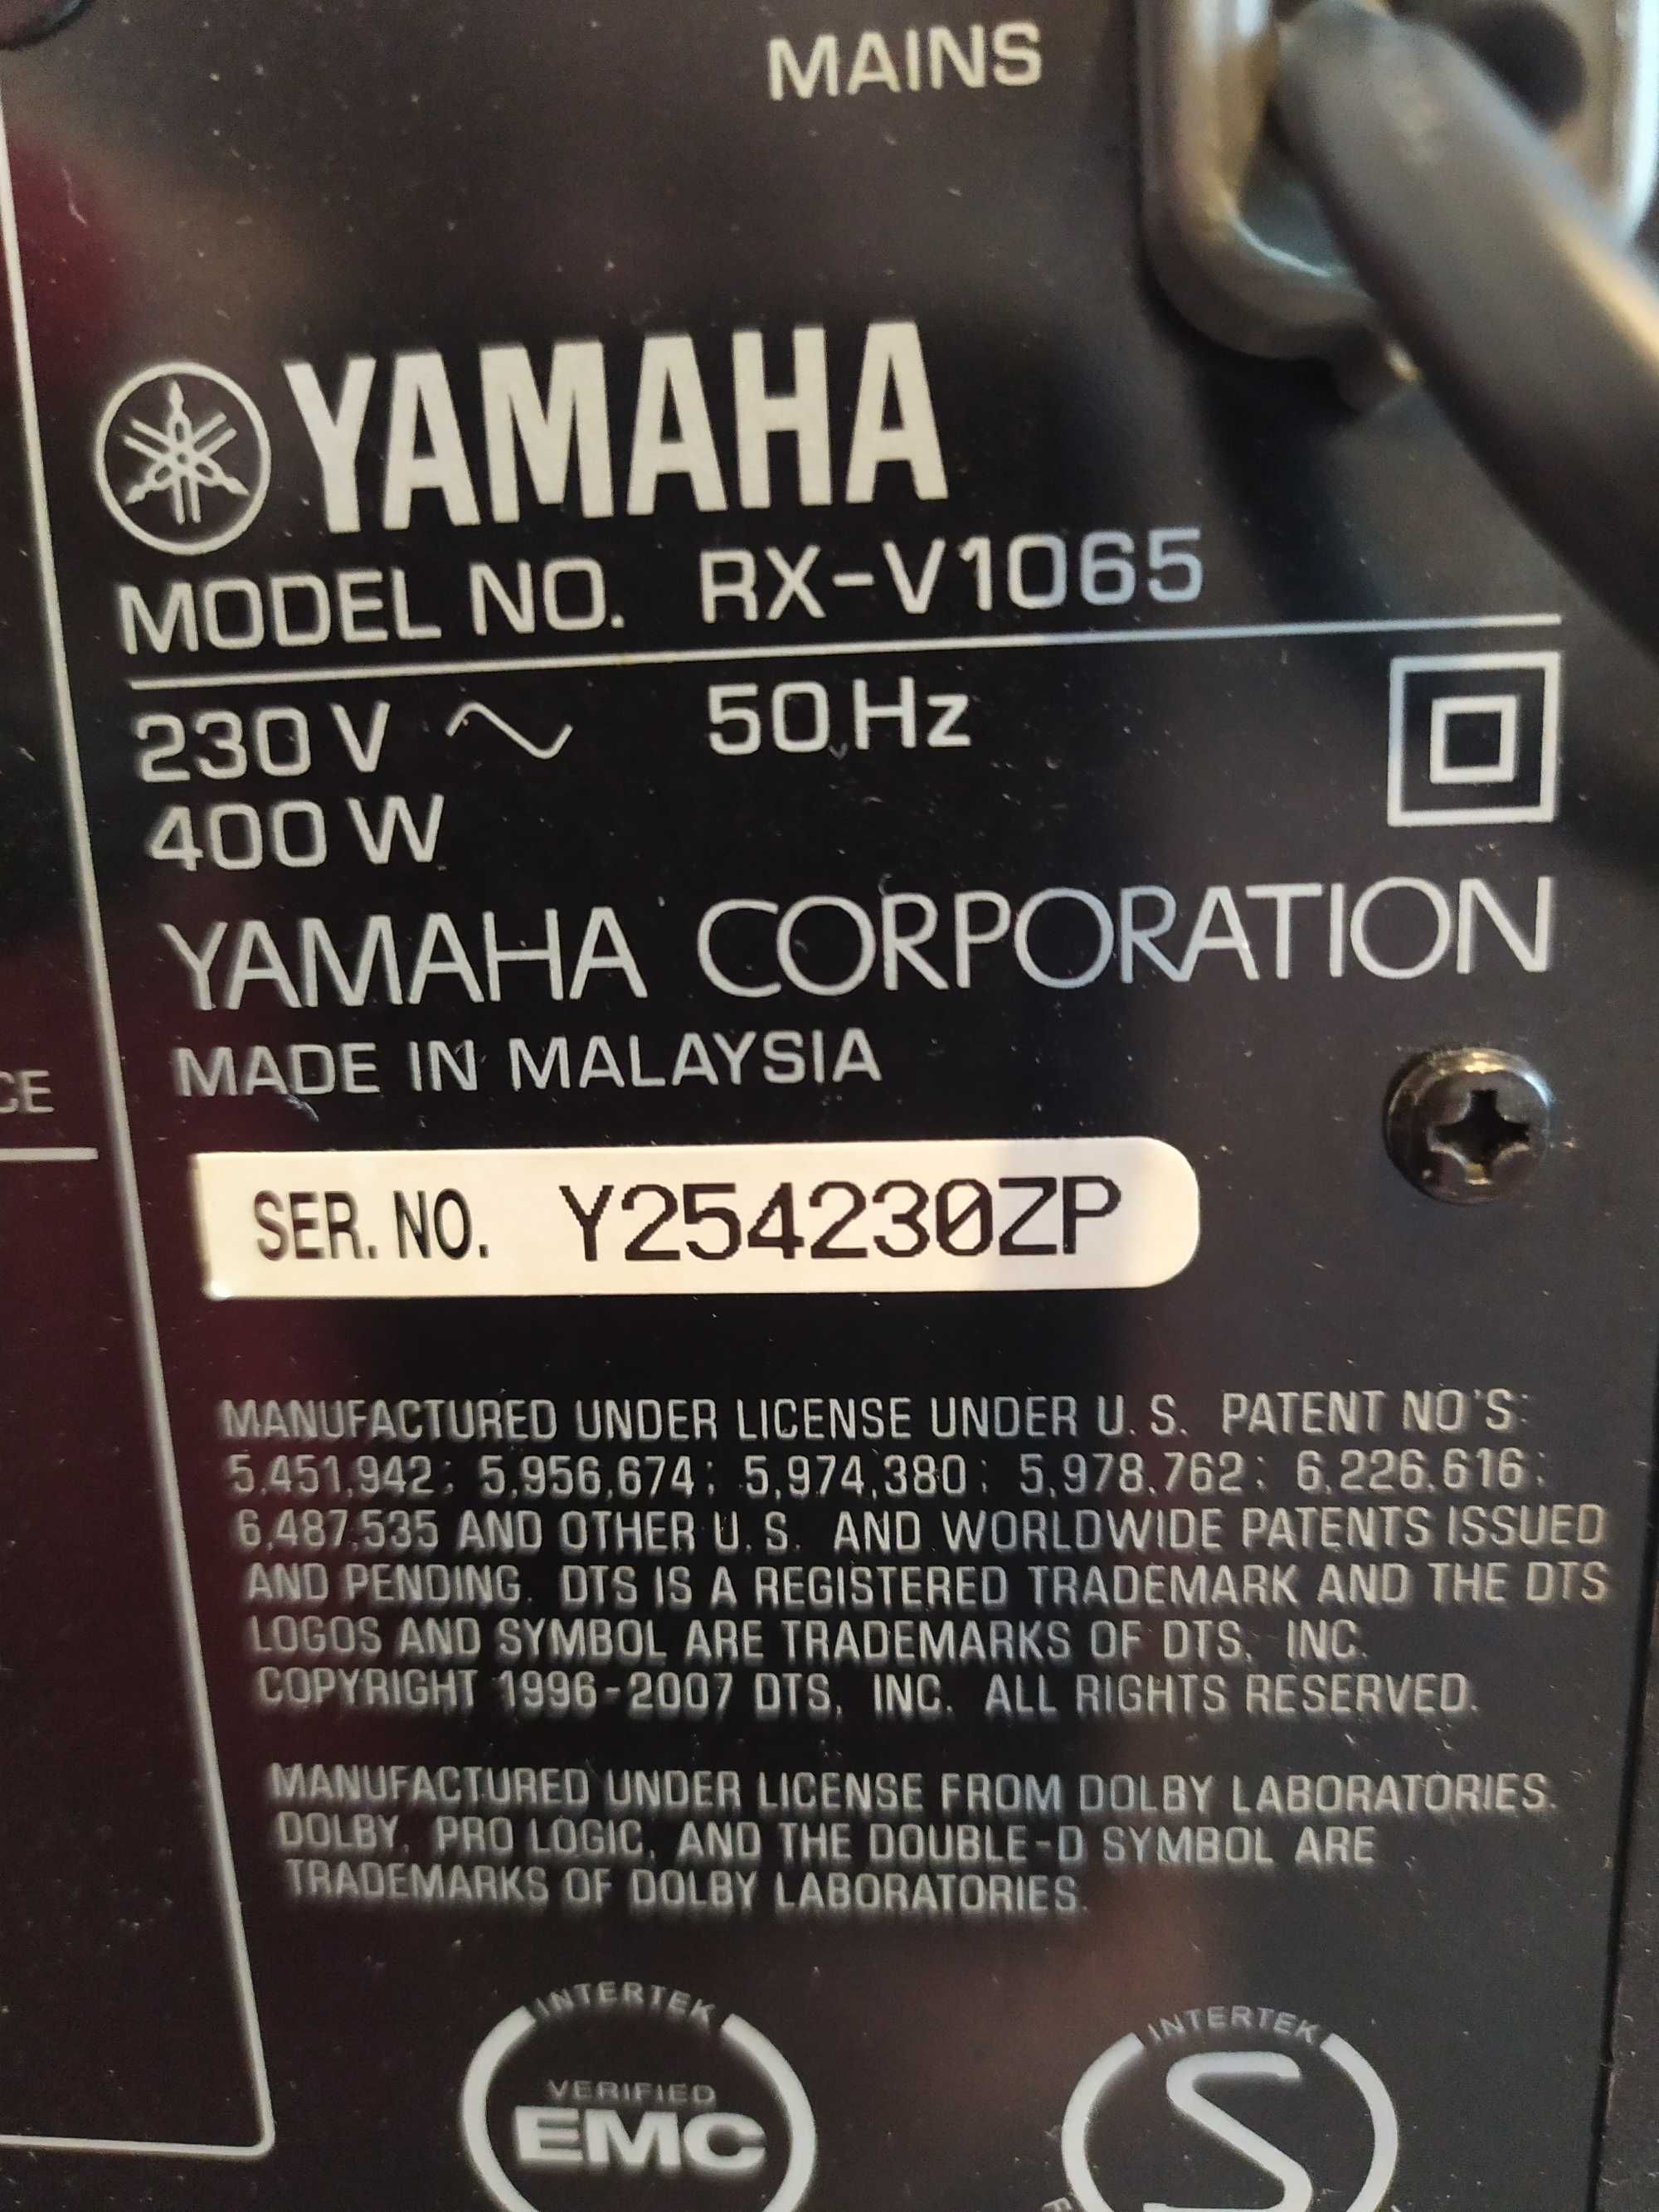 MAINS
YAMAHA
MODEL NO. RX-V1065
230 V ~ 50 Hz
400 W
YAMAHA CORPORATION
MADE IN MALAYSIA
CE
SER. NO. Y254230ZP
MANUFACTURED UNDER LICENSE UNDER U.S. PATENT NO'S:
5,451,942; 5,956,674; 5,974,380; 5,978,762; 6,226,616;
6,487,535 AND OTHER U.S. AND WORLDWIDE PATENTS ISSUED
AND PENDING. DTS IS A REGISTERED TRADEMARK AND THE DTS
LOGOS AND SYMBOL ARE TRADEMARKS OF DTS, INC.
COPYRIGHT 1996-2007 DTS, INC. ALL RIGHTS RESERVED.
MANUFACTURED UNDER LICENSE FROM DOLBY LABORATORIES.
DOLBY, PRO LOGIC, AND THE DOUBLE-D SYMBOL ARE
TRADEMARKS OF DOLBY LABORATORIES.
INTERTEK
VERIFIED
EMC
INTERTEK
S